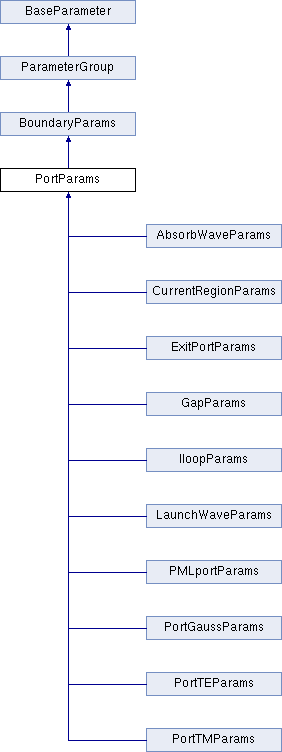 BaseParameter
ParameterGroup
BoundaryParams
PortParams
AbsorbWaveParams
CurrentRegionParams
ExitPortParams
GapParams
IloopParams
LaunchWaveParams
PMLportParams
PortGaussParams
PortTEParams
PortTMParams